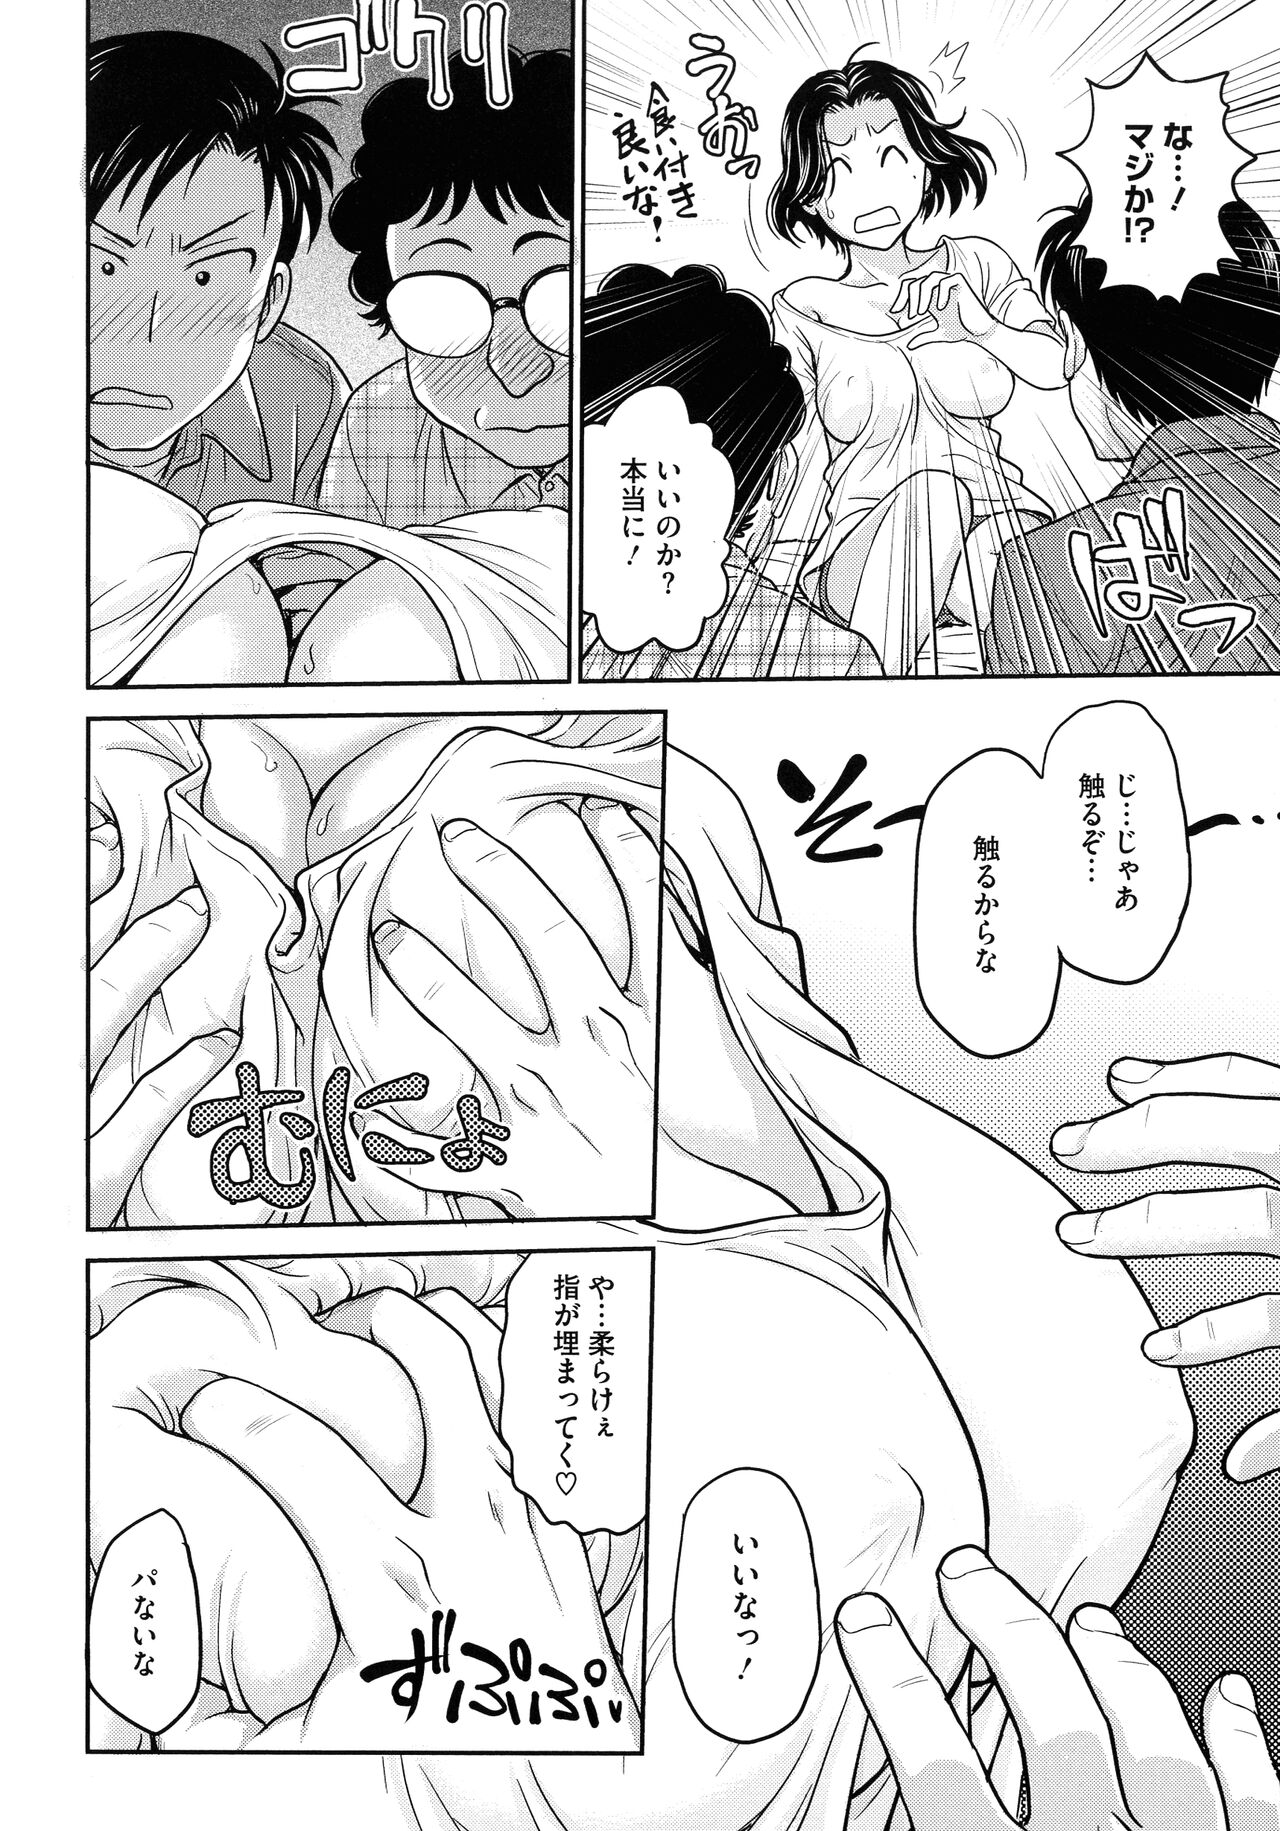 な…！
マジか!?
うおっ
食い付き
良いな！
ばっ
いいのか？
本当に！
ゴクリ
じ…じゃあ
触るぞ…
触るからな
そ～…
いいなっ！
むにょ
や…柔らけぇ
指が埋まってく♡
ずぷぷぷ
パないな